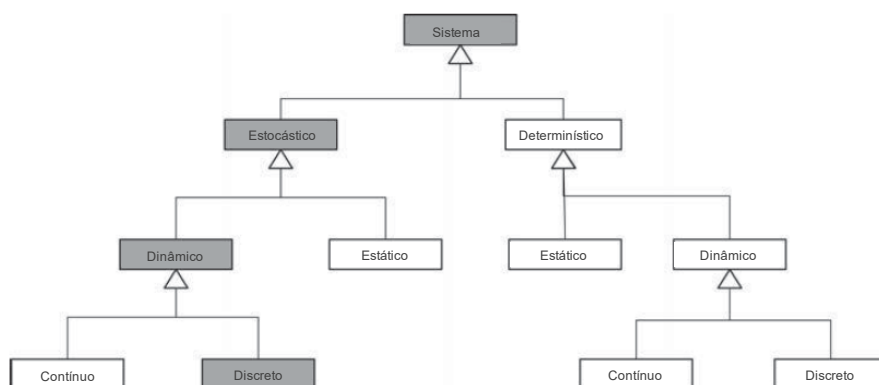 Sistema
Estocástico
Determinístico
Dinâmico
Estático
Estático
Dinâmico
Contínuo
Discreto
Contínuo
Discreto